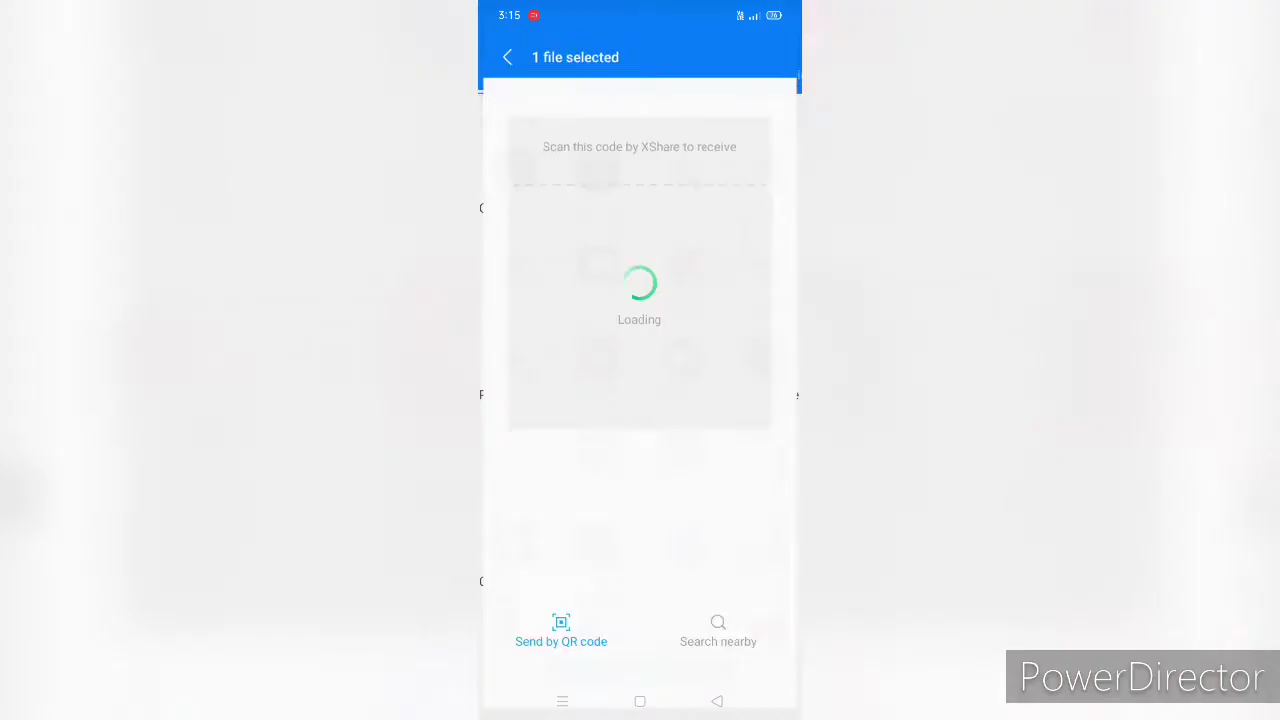 3:15
1 file selected
Scan this code by XShare to receive
Loading
Send by QR code
Search nearby
PowerDirector